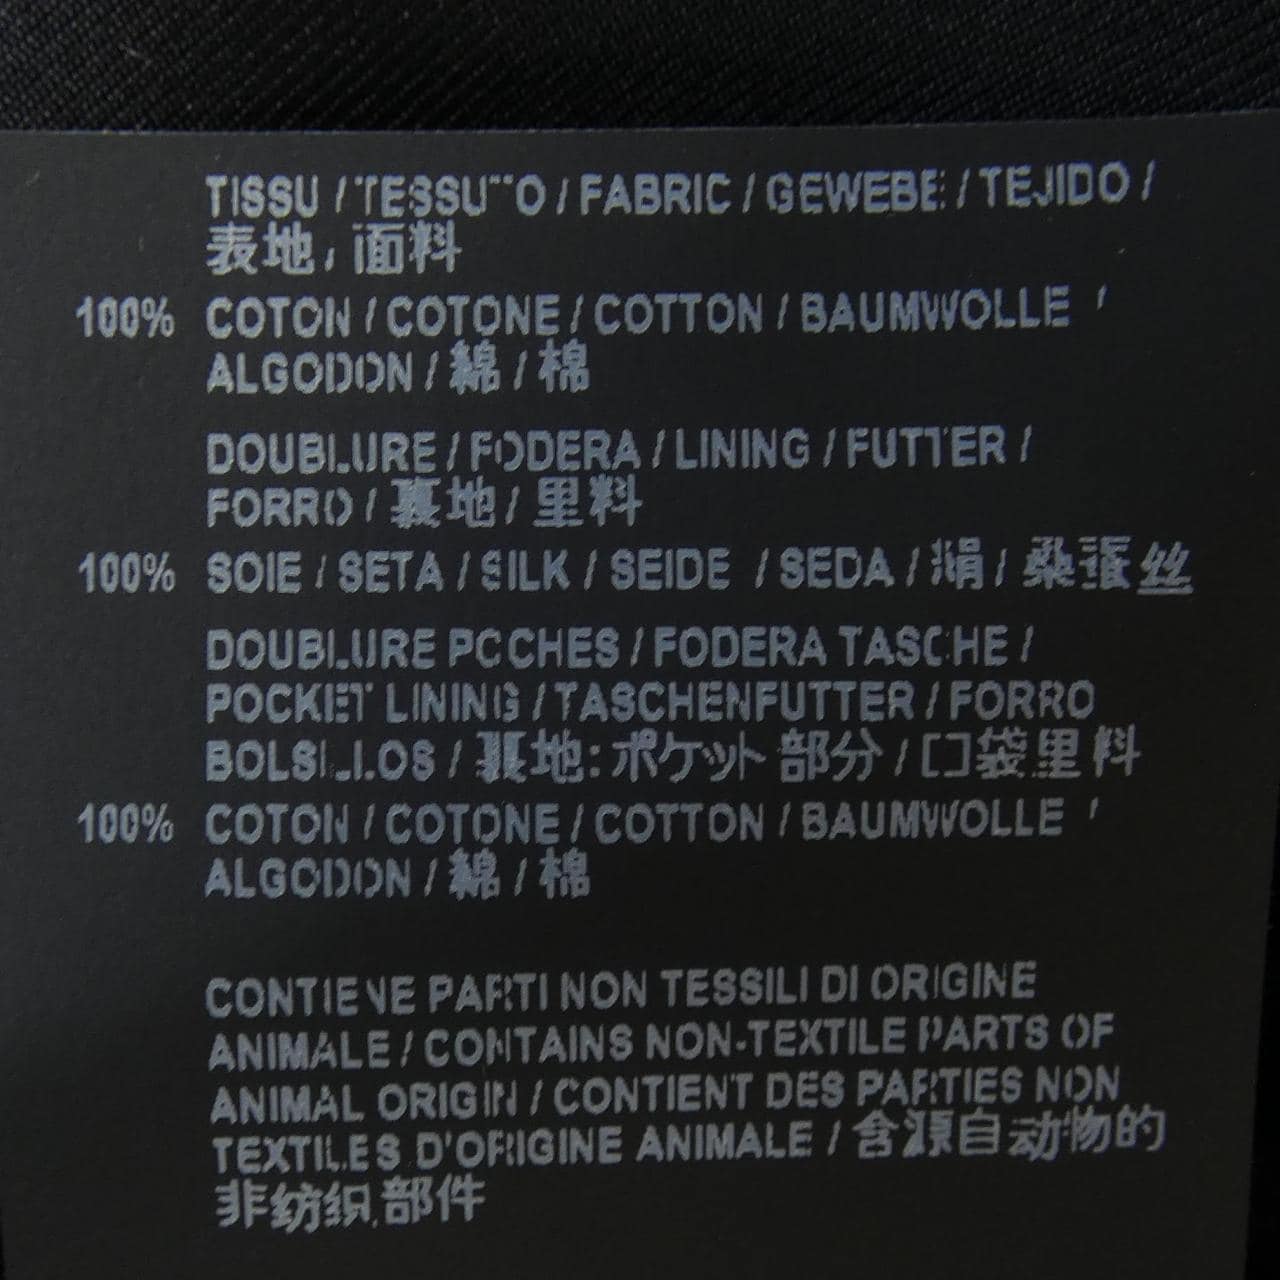 TISSU / TESSUTO / FABRIC / GEWEBE / TEJIDO /
表地 / 面料
100% COTON / COTONE / COTTON / BAUMWOLLE /
ALGODON / 綿 / 棉
DOUBLURE / FODERA / LINING / FUTTER /
FORRO / 裏地 / 里料
100% SOIE / SETA / SILK / SEIDE / SEDA / 絹 / 桑蚕丝
DOUBLURE POCHES / FODERA TASCHE /
POCKET LINING / TASCHENFUTTER / FORRO
BOLSILLOS / 裏地:ポケット部分 / 口袋里料
100% COTON / COTONE / COTTON / BAUMWOLLE /
ALGODON / 綿 / 棉
CONTIENE PARTI NON TESSILI DI ORIGINE
ANIMALE / CONTAINS NON-TEXTILE PARTS OF
ANIMAL ORIGIN / CONTIENT DES PARTIES NON
TEXTILES D'ORIGINE ANIMALE / 含源自动物的
非纺织部件